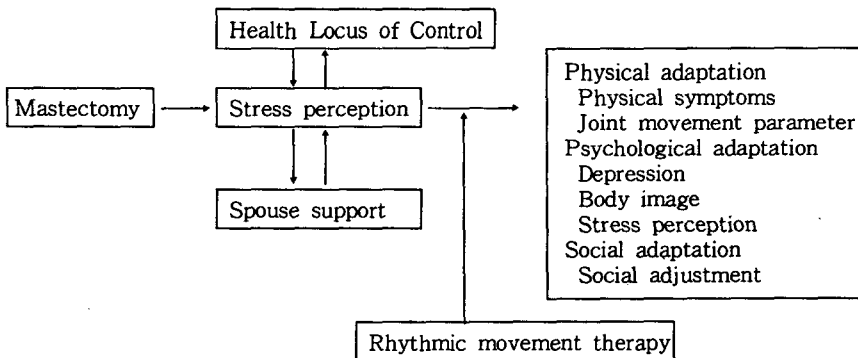 Health Locus of Control
Mastectomy
Stress perception
Spouse support
Physical adaptation
Physical symptoms
Joint movement parameter
Psychological adaptation
Depression
Body image
Stress perception
Social adaptation
Social adjustment
Rhythmic movement therapy